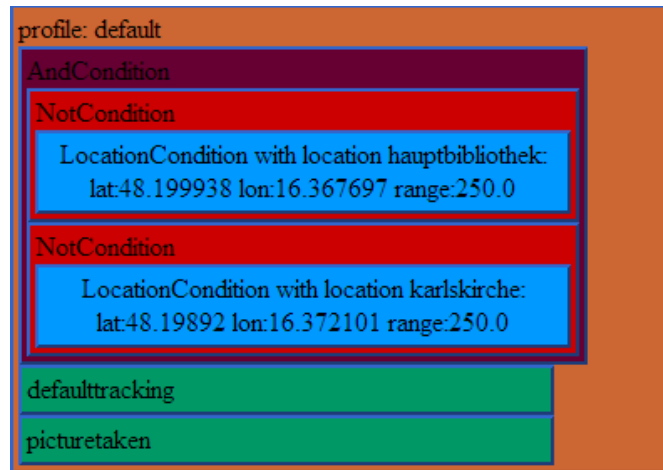 profile: default
AndCondition
NotCondition
LocationCondition with location hauptbibliothek:
lat:48.199938 lon:16.367697 range:250.0
NotCondition
LocationCondition with location karlskirche:
lat:48.19892 lon:16.372101 range:250.0
defaulttracking
picturetaken